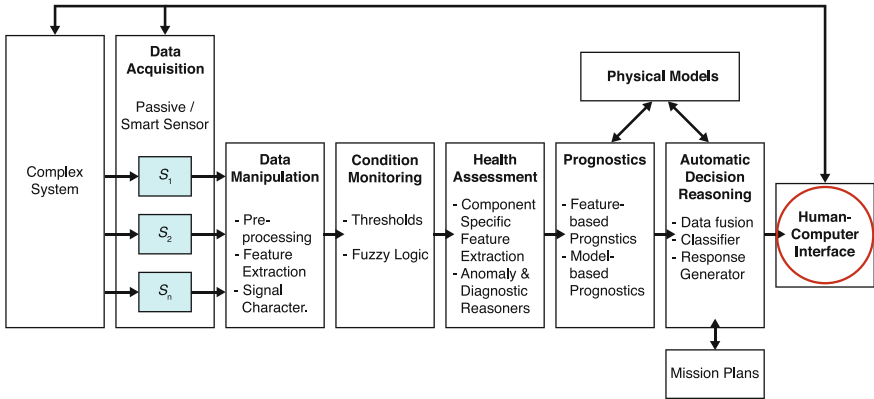 Complex
System
Data
Acquisition
Passive /
Smart Sensor
S1
S2
Sn
Data
Manipulation
- Pre-
processing
- Feature
Extraction
- Signal
Character.
Condition
Monitoring
- Thresholds
- Fuzzy Logic
Health
Assessment
- Component
Specific
Feature
Extraction
- Anomaly &
Diagnostic
Reasoners
Physical Models
Prognostics
- Feature-
based
Prognstics
- Model-
based
Prognostics
Automatic
Decision
Reasoning
- Data fusion
- Classifier
- Response
Generator
Mission Plans
Human-
Computer
Interface